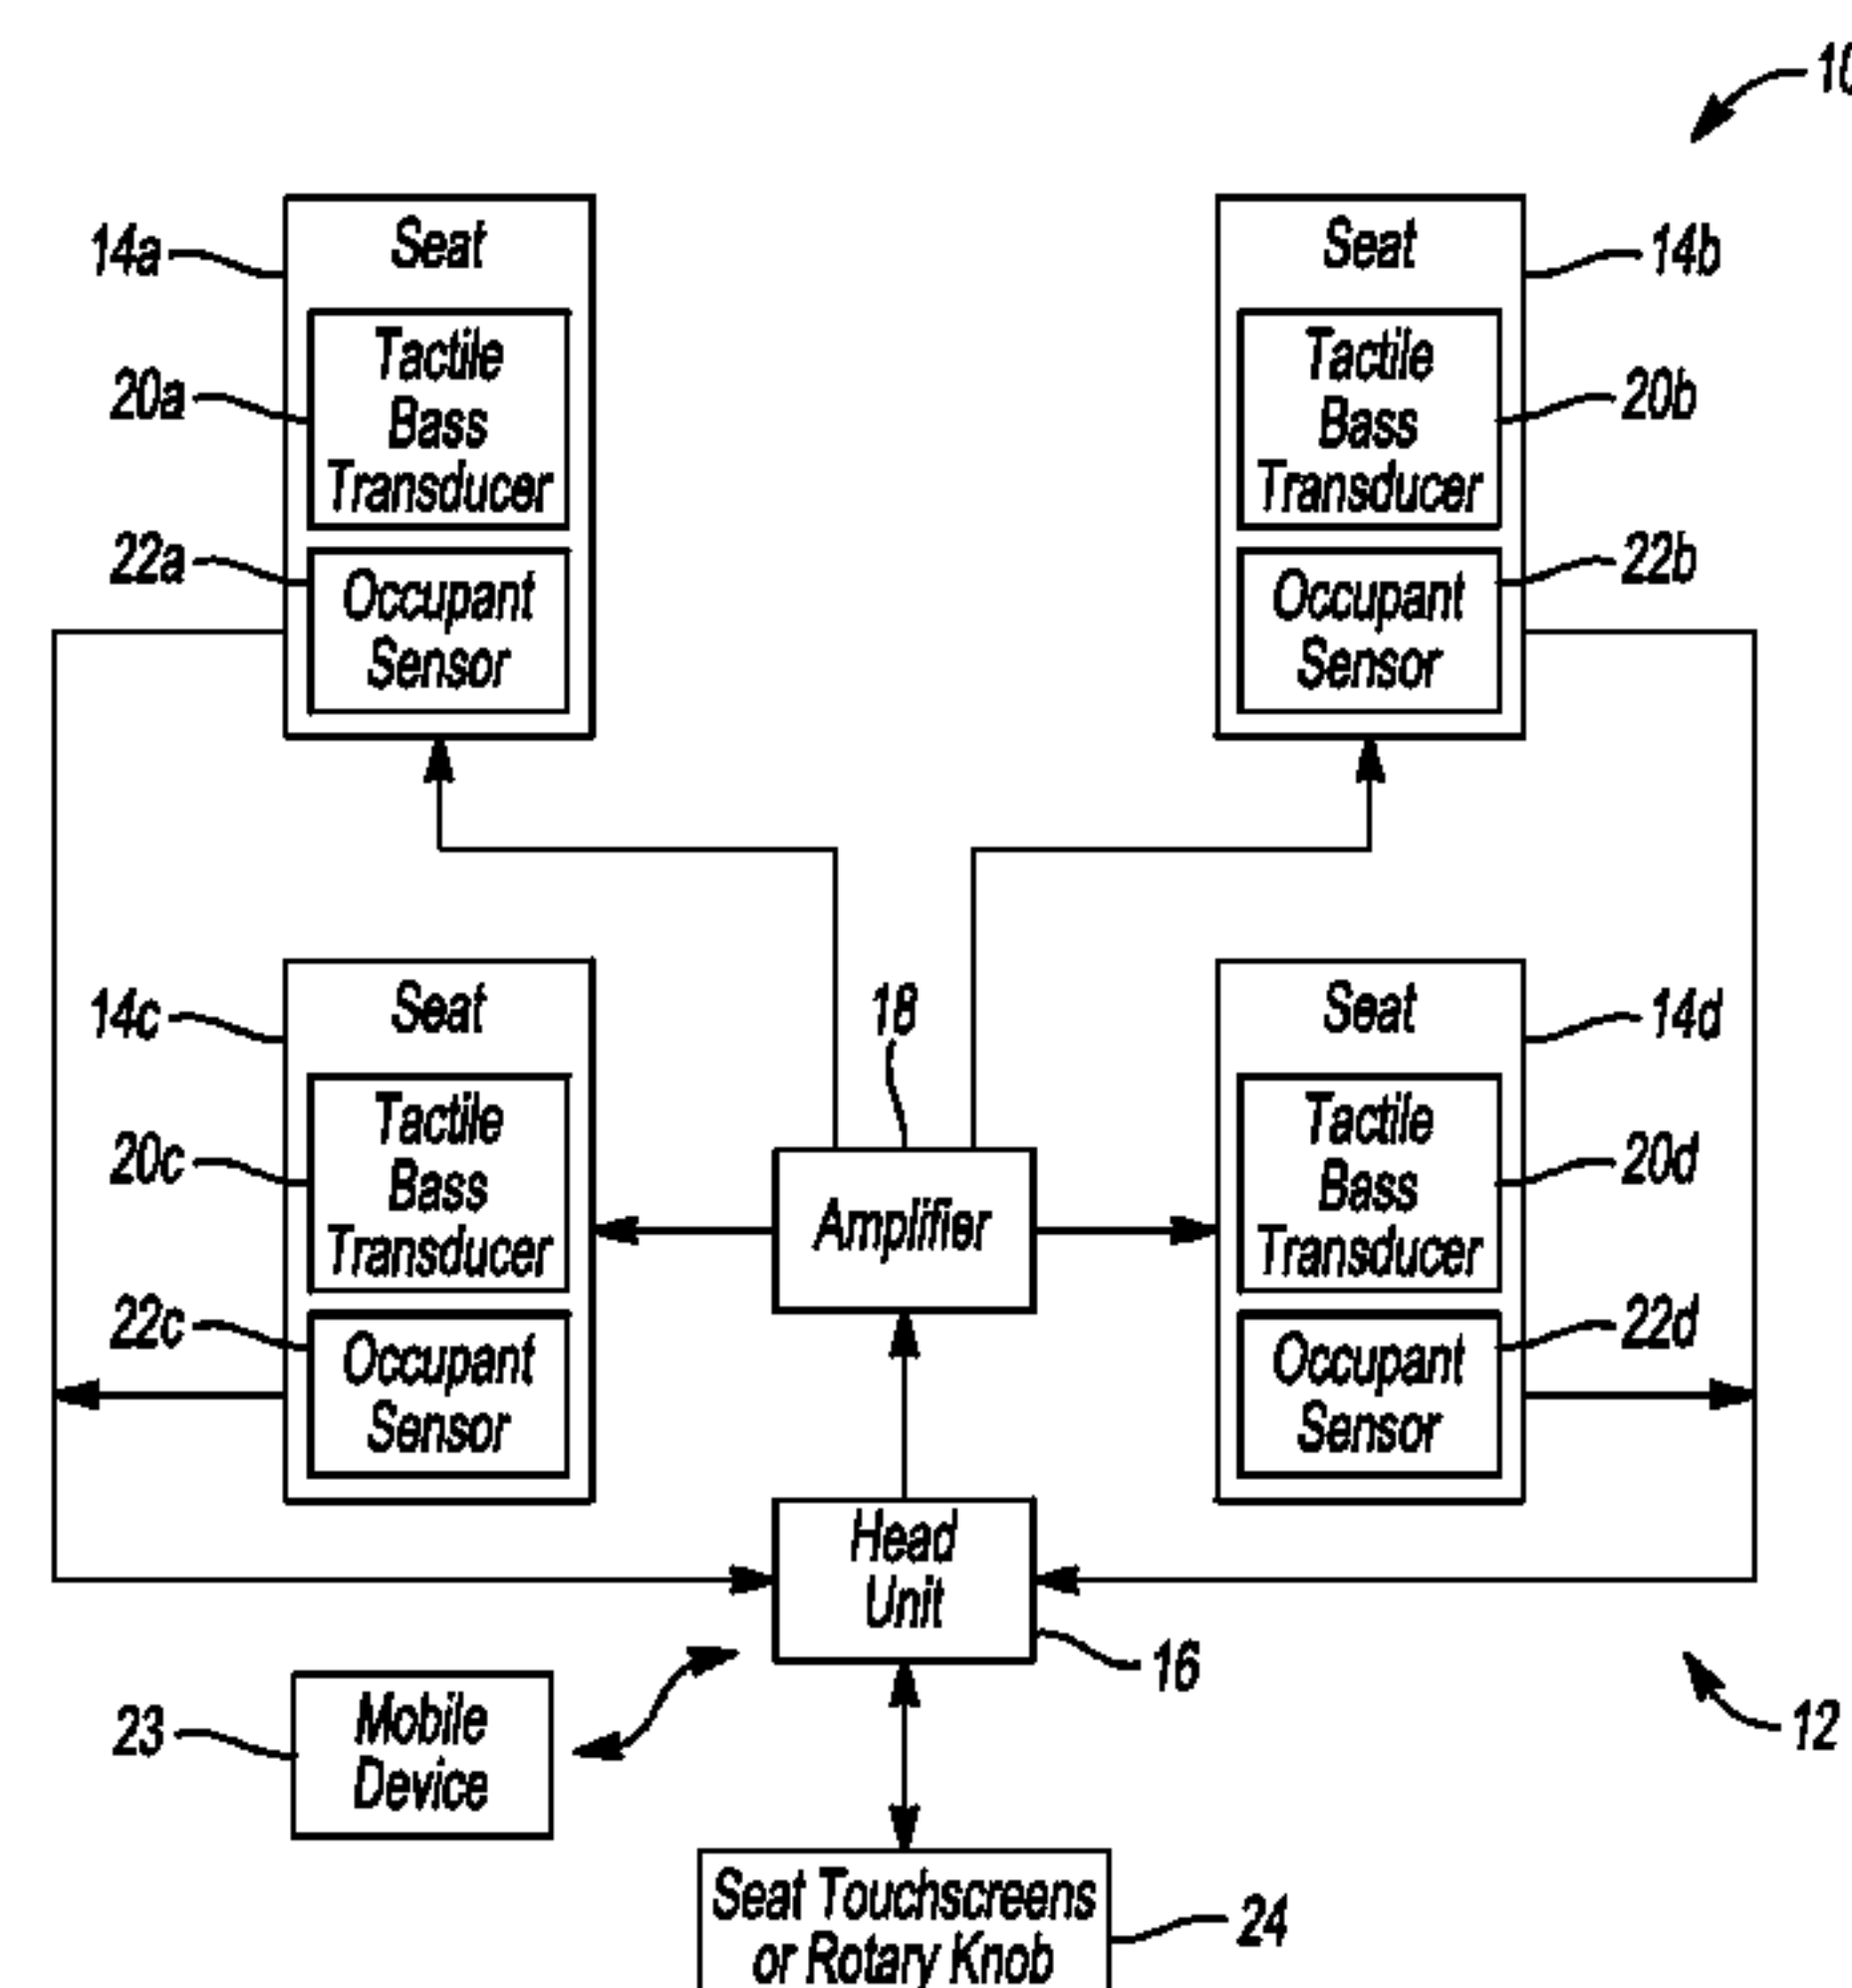 10
14a
Seat
Tactile
Bass
Transducer
20a
22a
Occupant
Sensor
Seat
14b
Tactile
Bass
Transducer
20b
22b
Occupant
Sensor
14c
Seat
Tactile
Bass
Transducer
20c
22c
Occupant
Sensor
18
Amplifier
Seat
14d
Tactile
Bass
Transducer
20d
22d
Occupant
Sensor
Head
Unit
16
12
23
Mobile
Device
Seat Touchscreens
or Rotary Knob
24